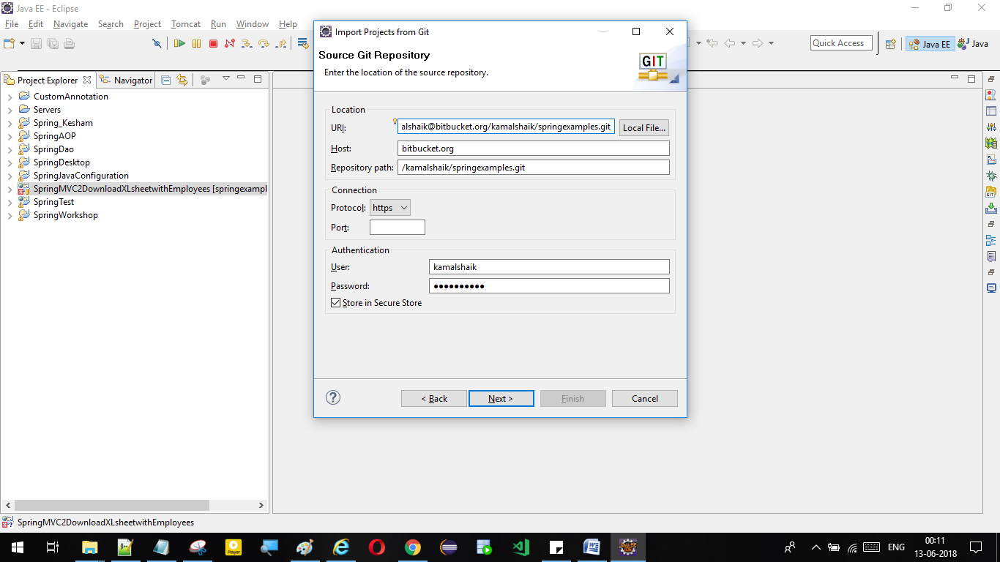 Java EE - Eclipse
File Edit Navigate Search Project Tomcat Run Window Help
Quick Access
Java EE
Java
Project Explorer
Navigator
CustomAnnotation
Servers
Spring_Kesham
SpringAOP
SpringDao
SpringDesktop
SpringJavaConfiguration
SpringMVC2DownloadXLsheetwithEmployees [springexampl
SpringTest
SpringWorkshop
Import Projects from Git
Source Git Repository
Enter the location of the source repository.
GIT
Location
URI: alshaik@bitbucket.org/kamalshaik/springexamples.git Local File...
Host: bitbucket.org
Repository path: /kamalshaik/springexamples.git
Connection
Protocol: https
Port:
Authentication
User: kamalshaik
Password: ●●●●●●●●●●
Store in Secure Store
? < Back Next > Finish Cancel
SpringMVC2DownloadXLsheetwithEmployees
Player
ENG
00:11
13-06-2018